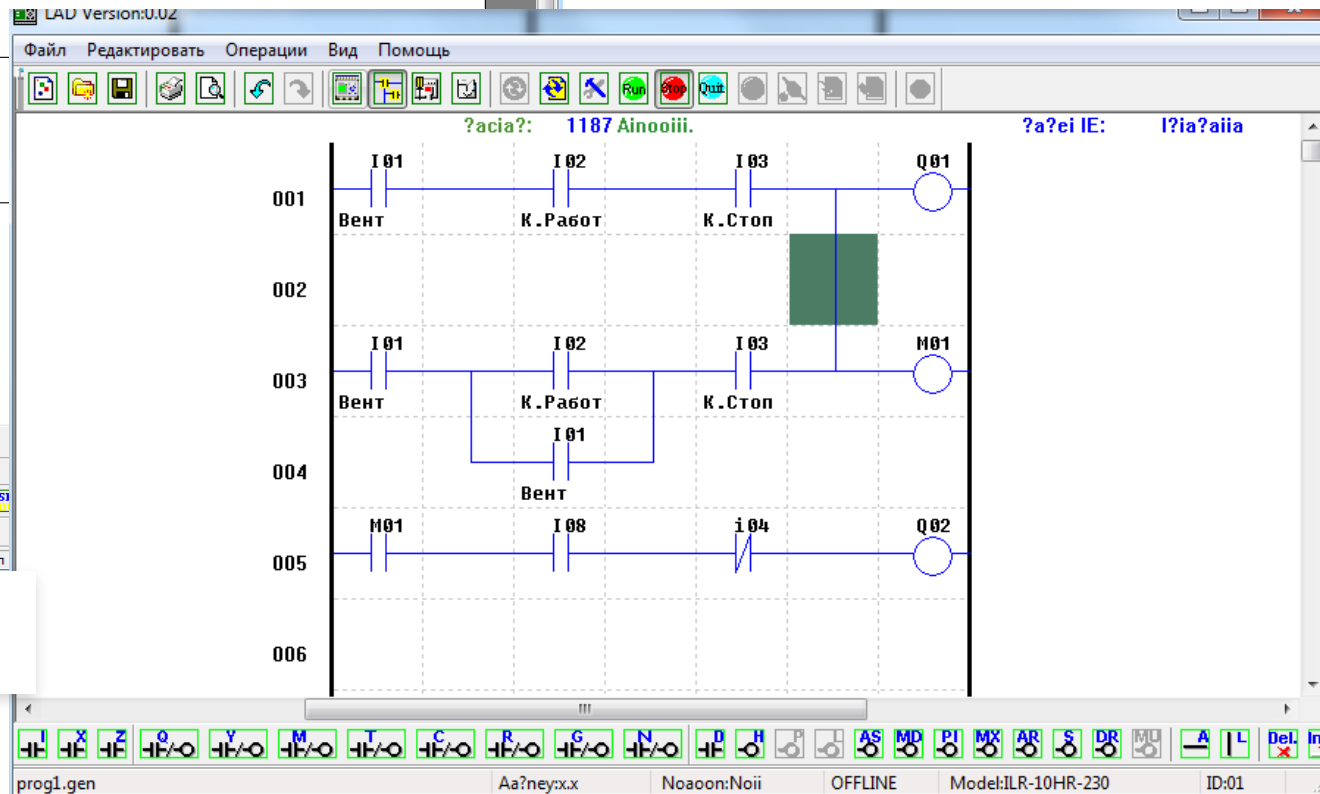 LAD Version:0.02
Файл Редактировать Операции Вид Помощь
Run Stop Quit
?acia?: 1187 Ainooiii. ?a?ei IE: I?ia?aiia
I01 I02 I03 Q01
001
Вент К.Работ К.Стоп
002
I01 I02 I03 M01
003
Вент К.Работ К.Стоп
I01
004
Вент
M01 I08 i04 Q02
005
006
I X Z Q Y M T C R G N D H P L AS MD PI MX AR S DR MU A L Del.
prog1.gen Aa?ney:x.x Noaoon:Noii OFFLINE Model:ILR-10HR-230 ID:01